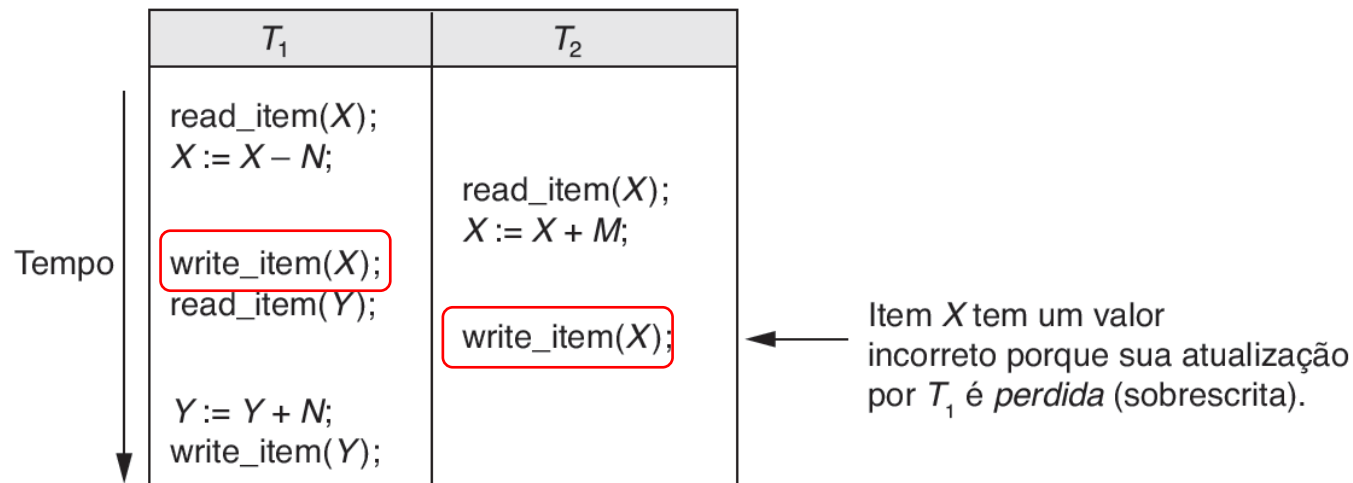 T1 T2
read_item(X);
X := X – N;
read_item(X);
X := X + M;
Tempo
write_item(X);
read_item(Y);
write_item(X);
Item X tem um valor
incorreto porque sua atualização
por T1 é perdida (sobrescrita).
Y := Y + N;
write_item(Y);